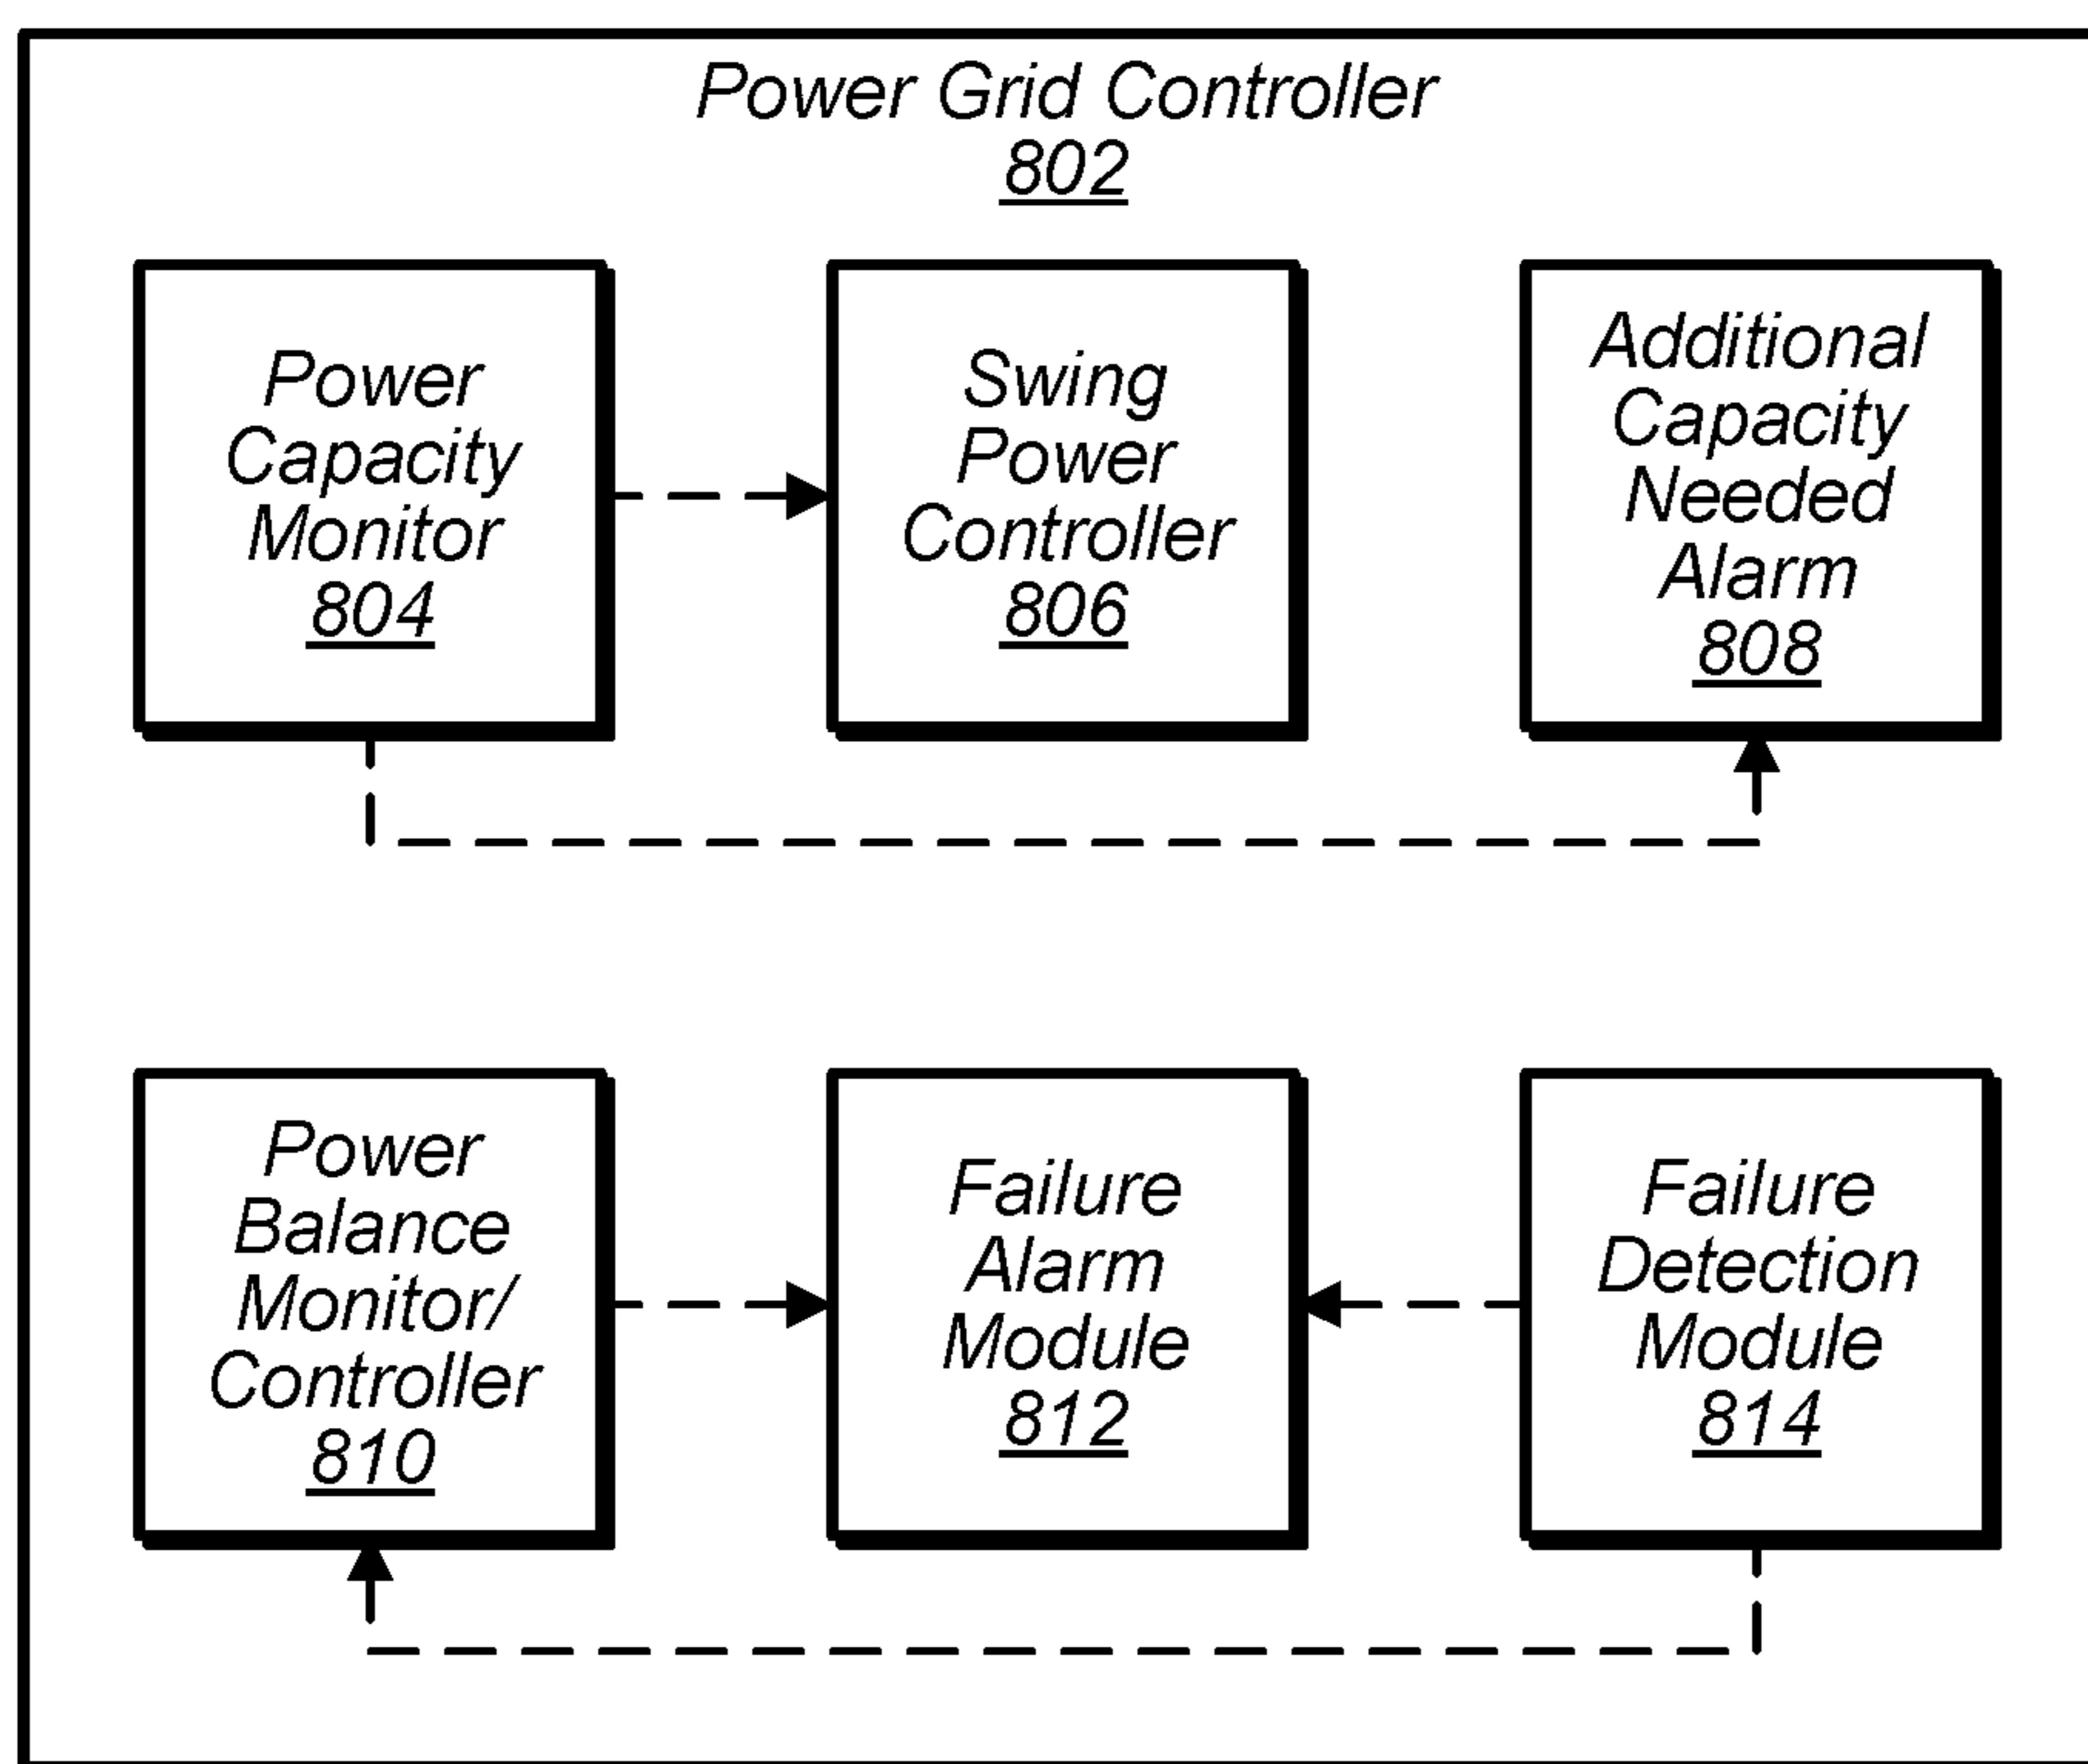 Power Grid Controller
802
Power
Capacity
Monitor
804
Swing
Power
Controller
806
Additional
Capacity
Needed
Alarm
808
Power
Balance
Monitor/
Controller
810
Failure
Alarm
Module
812
Failure
Detection
Module
814